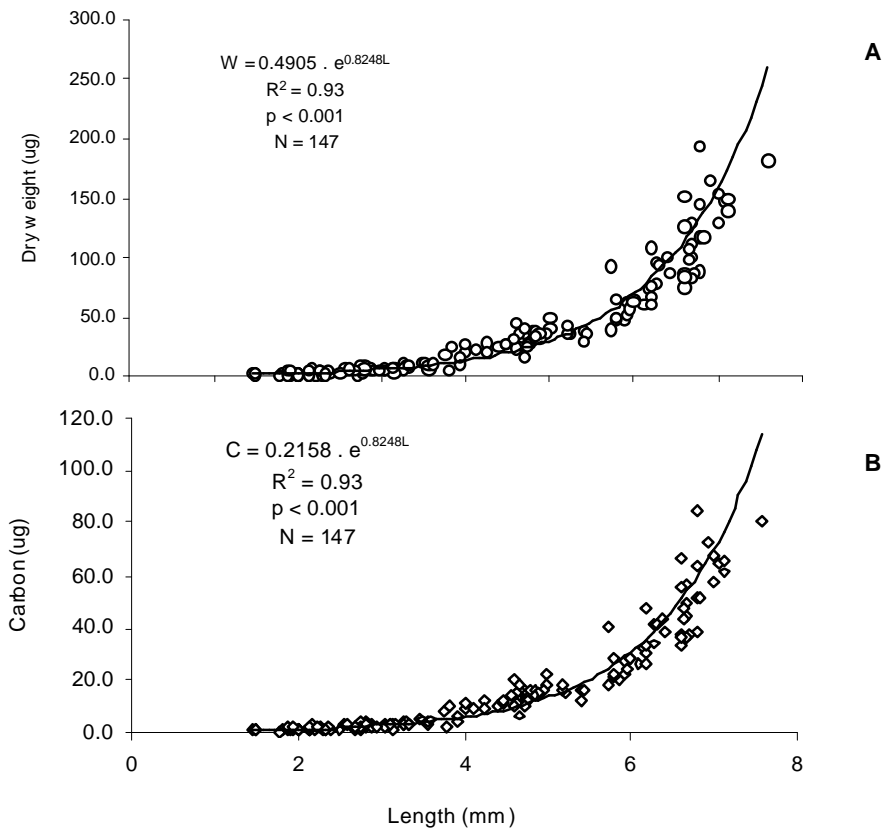 300.0
250.0
200.0
150.0
100.0
50.0
0.0
Dry w eight (ug)
W = 0.4905 . e^0.8248L
R² = 0.93
p < 0.001
N = 147
A
120.0
100.0
80.0
60.0
40.0
20.0
0.0
Carbon (ug)
C = 0.2158 . e^0.8248L
R² = 0.93
p < 0.001
N = 147
B
0 2 4 6 8
Length (mm)